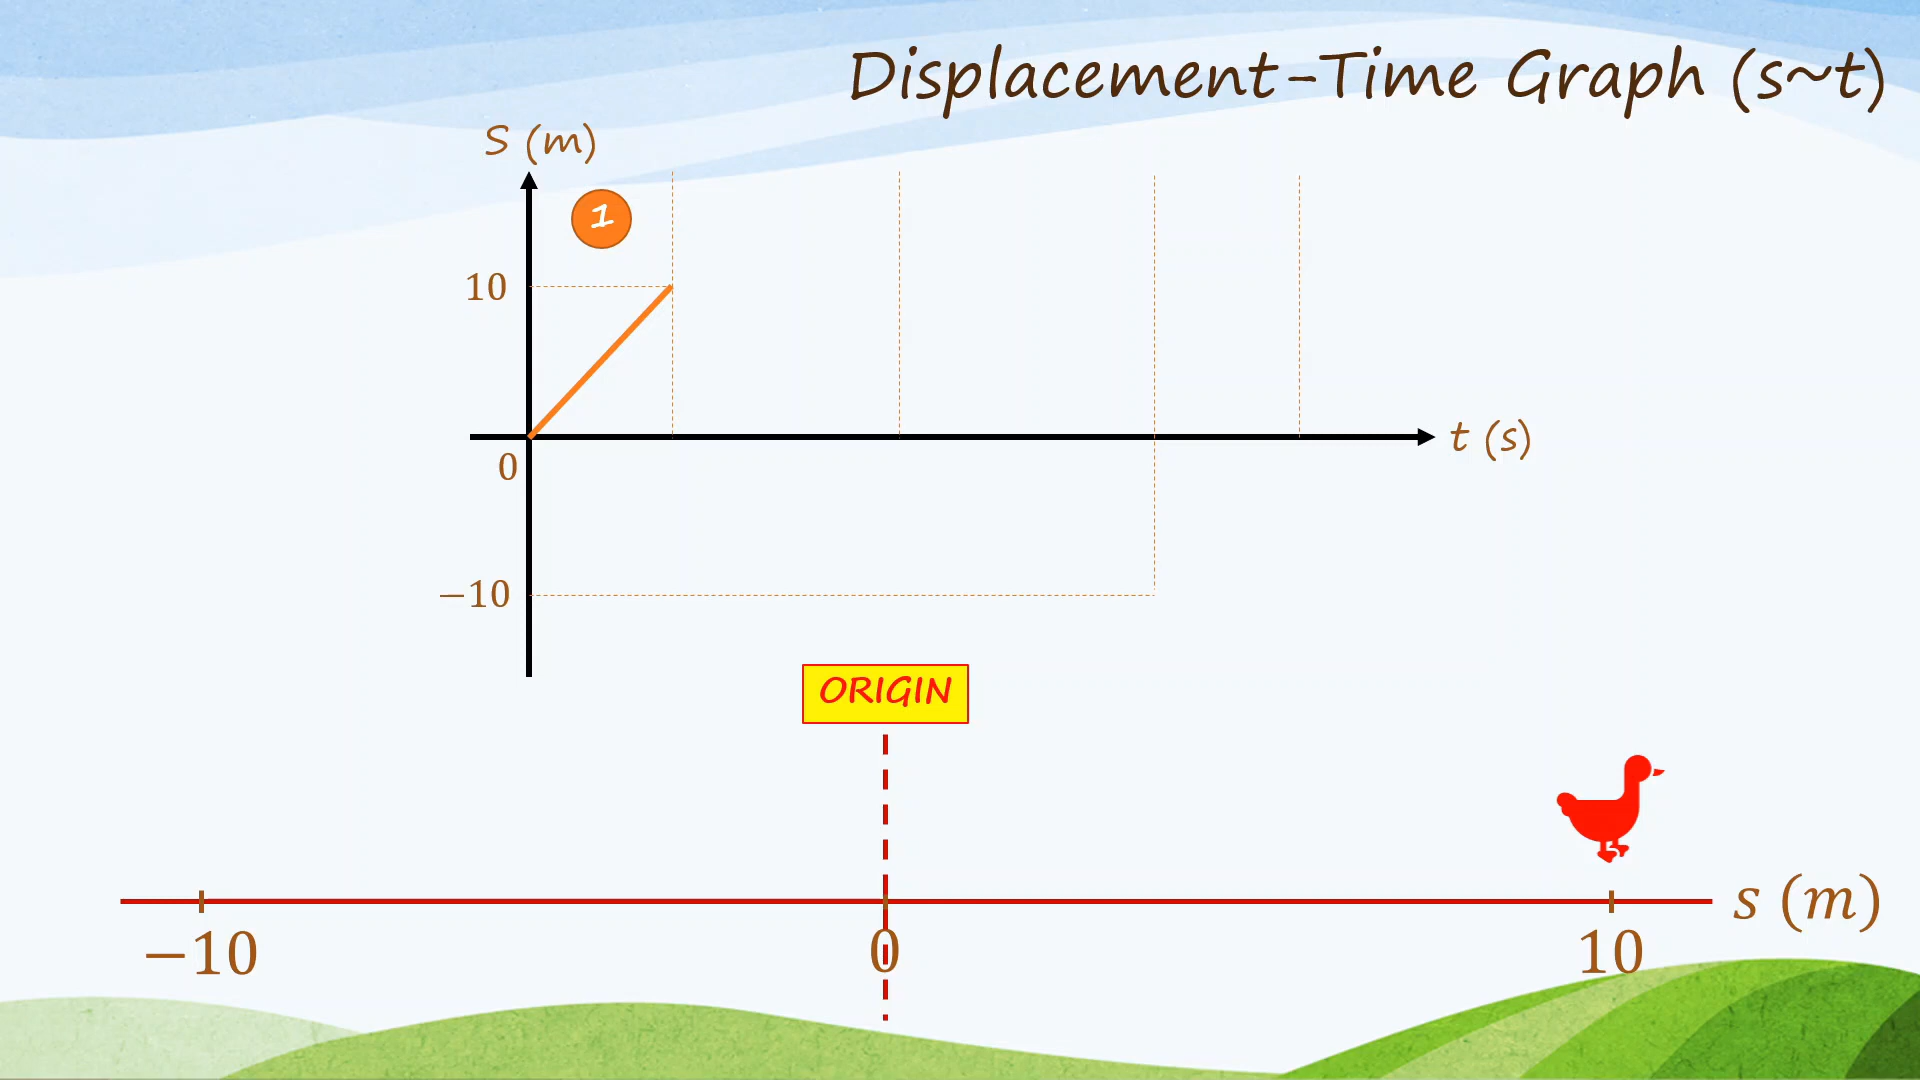 Displacement-Time Graph (s~t)
S (m)
1
10
t (s)
0
−10
ORIGIN
s (m)
−10
0
10